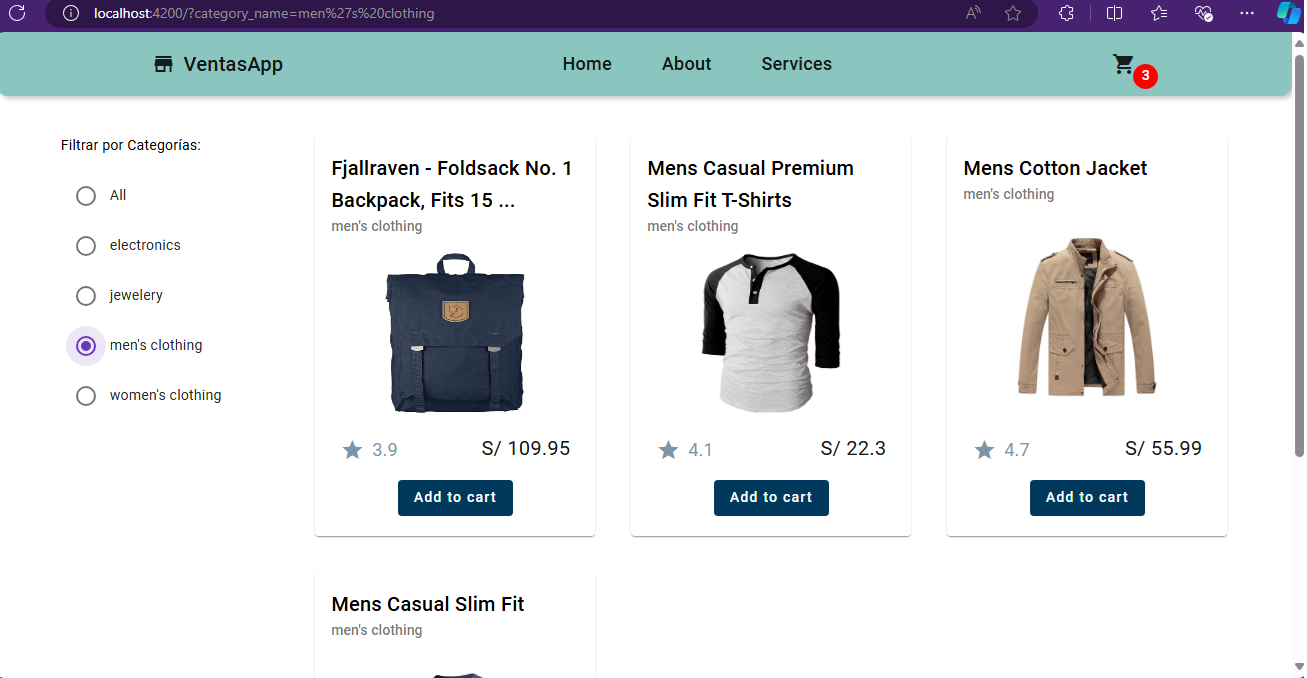 localhost:4200/?category_name=men%27s%20clothing
VentasApp
Home
About
Services
3
Filtrar por Categorías:
All
electronics
jewelery
men's clothing
women's clothing
Fjallraven - Foldsack No. 1
Backpack, Fits 15 ...
men's clothing
3.9
S/ 109.95
Add to cart
Mens Casual Premium
Slim Fit T-Shirts
men's clothing
4.1
S/ 22.3
Add to cart
Mens Cotton Jacket
men's clothing
4.7
S/ 55.99
Add to cart
Mens Casual Slim Fit
men's clothing